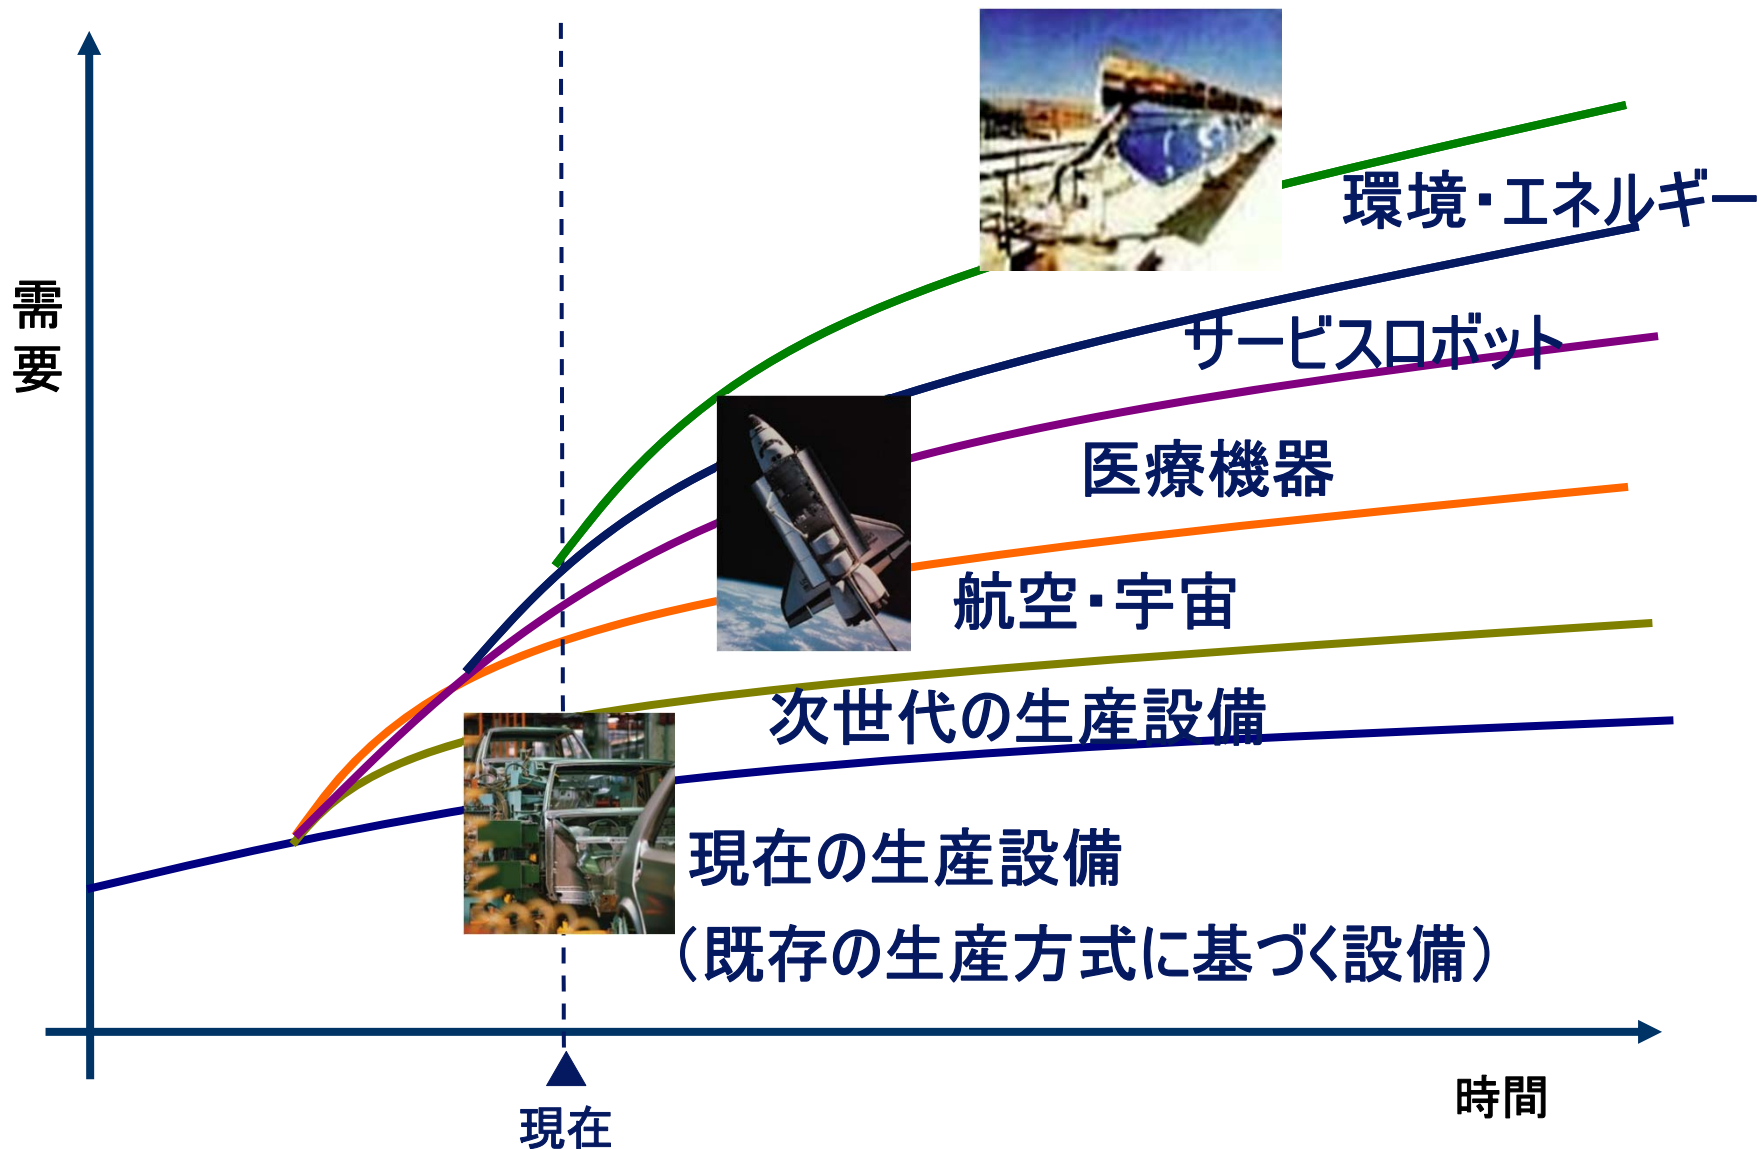 環境・エネルギー
サービスロボット
需要
医療機器
航空・宇宙
次世代の生産設備
現在の生産設備
（既存の生産方式に基づく設備）
時間
現在